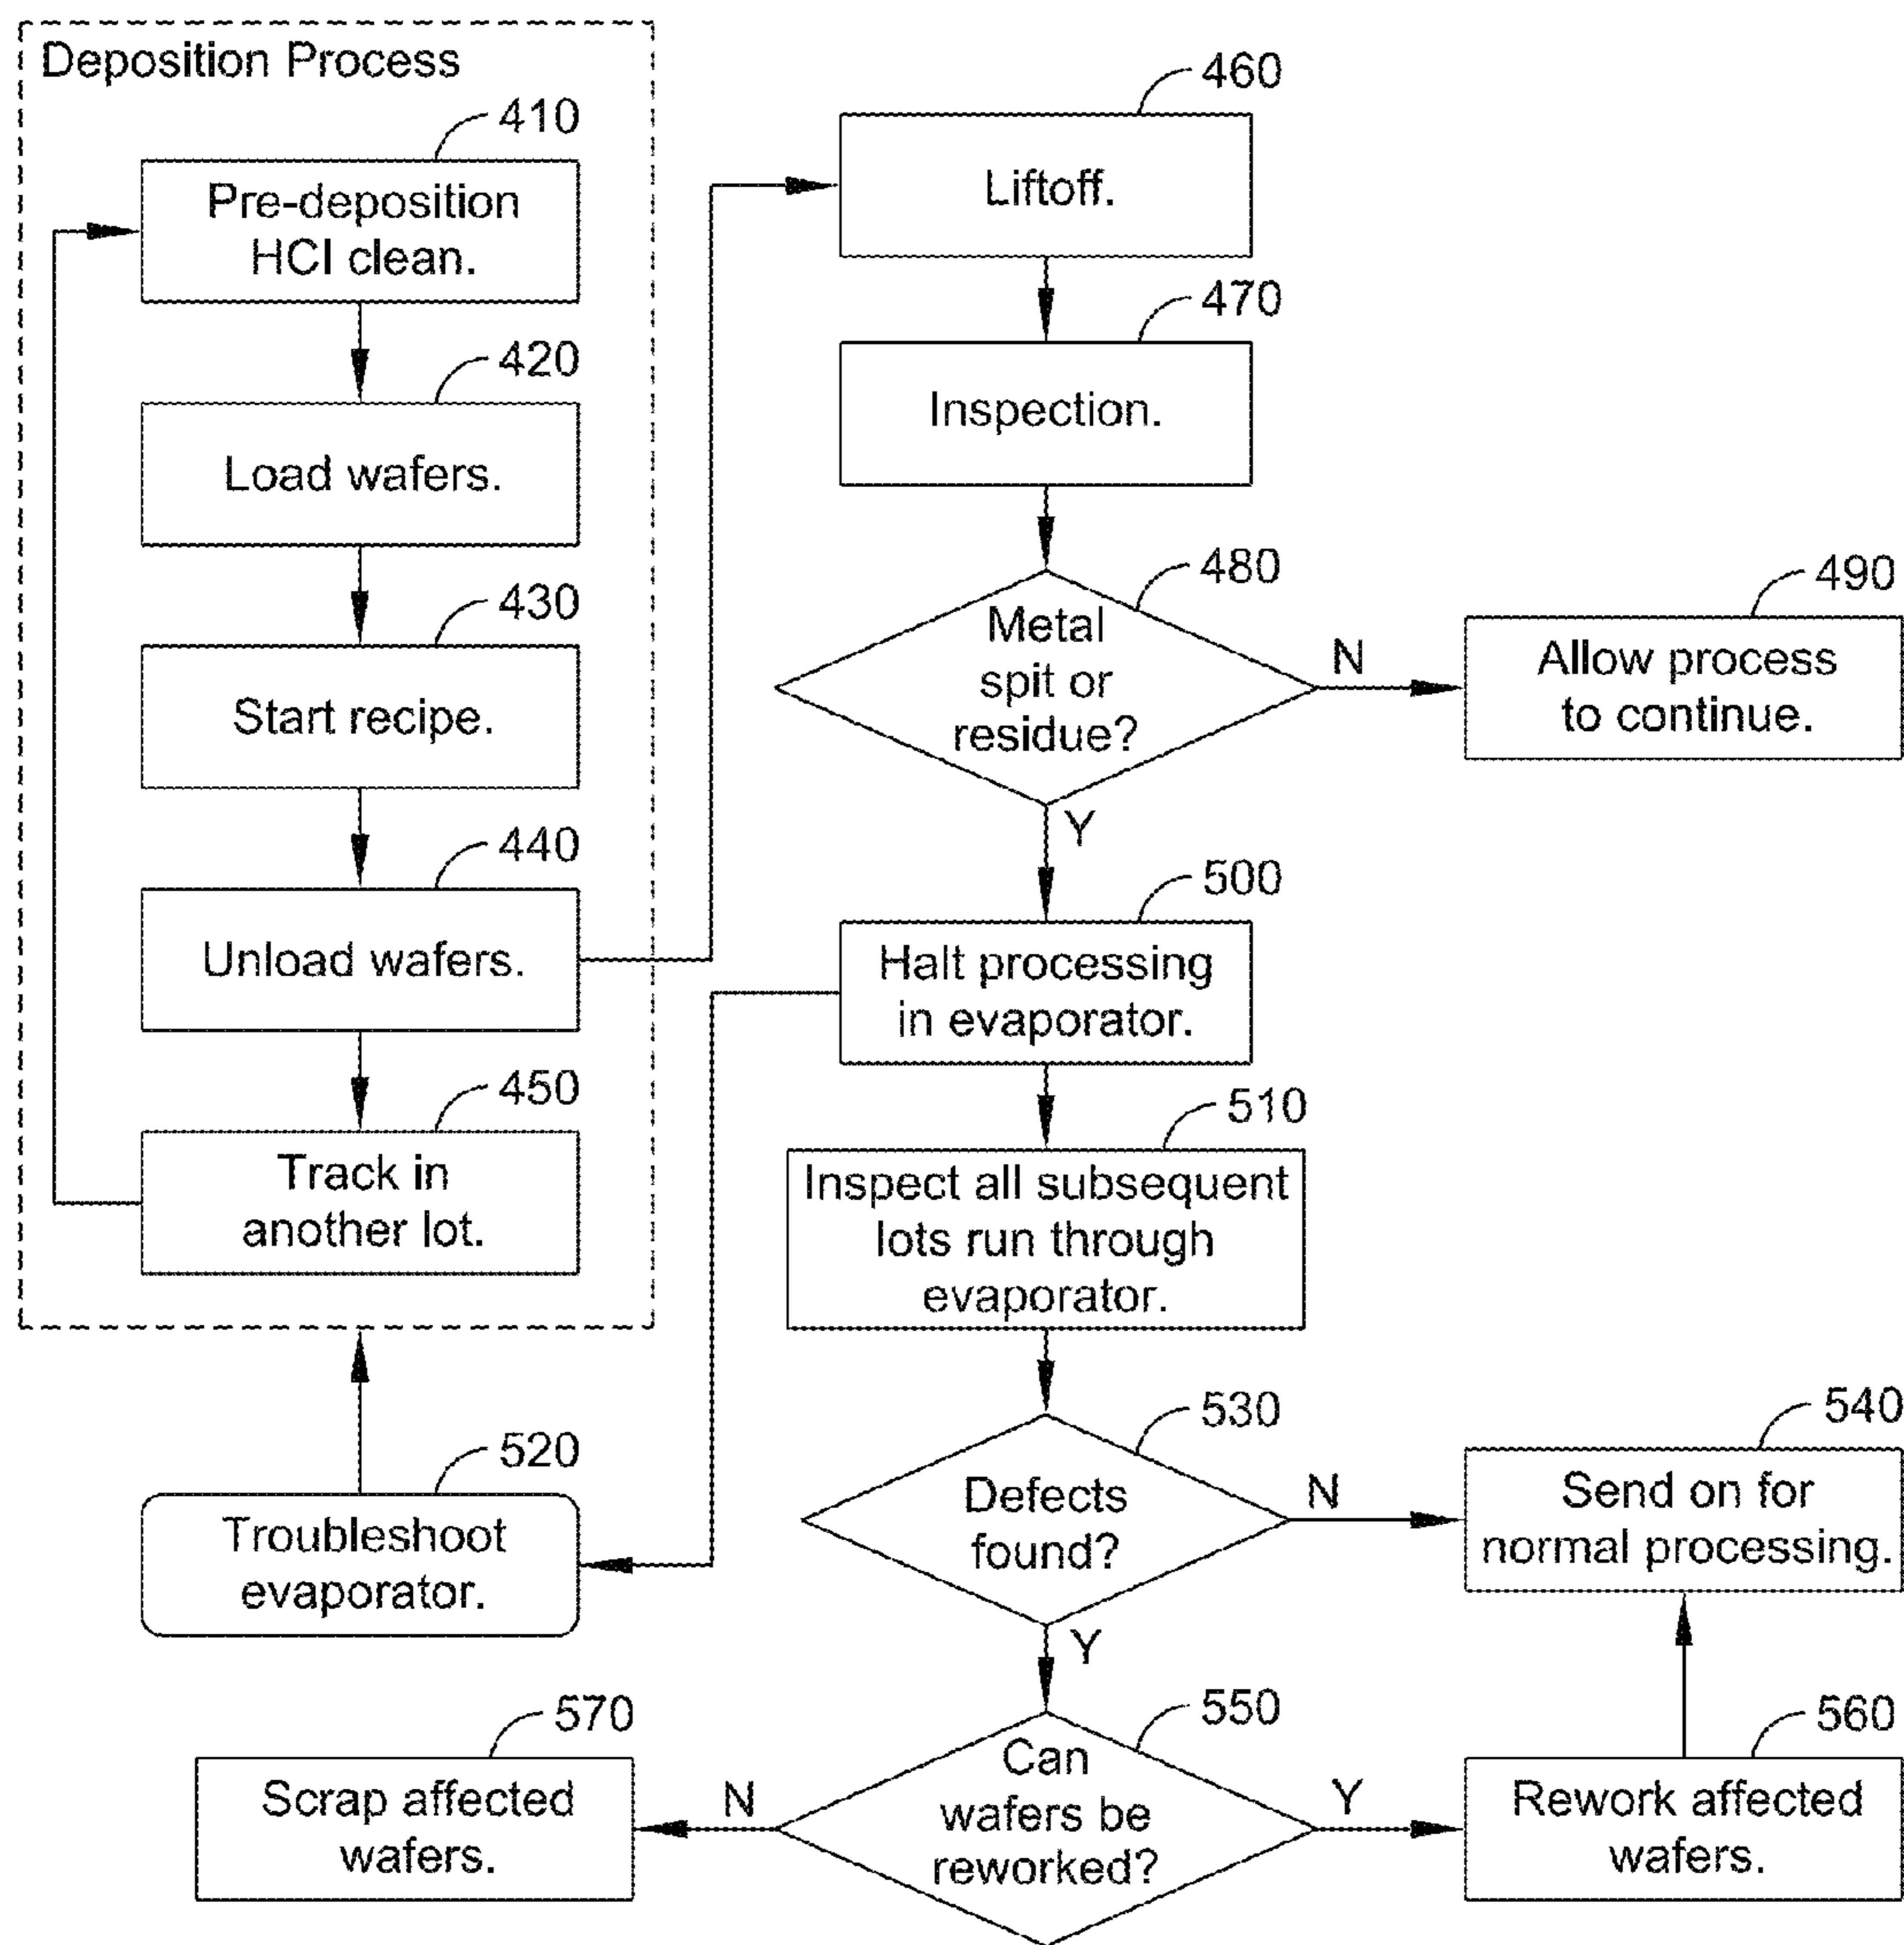 Deposition Process
410
Pre-deposition
HCl clean.
420
Load wafers.
430
Start recipe.
440
Unload wafers.
450
Track in
another lot.
460
Liftoff.
470
Inspection.
480
Metal
spit or
residue?
N
490
Allow process
to continue.
Y
500
Halt processing
in evaporator.
510
Inspect all subsequent
lots run through
evaporator.
520
Troubleshoot
evaporator.
530
Defects
found?
N
540
Send on for
normal processing.
Y
550
Can
wafers be
reworked?
Y
560
Rework affected
wafers.
N
570
Scrap affected
wafers.